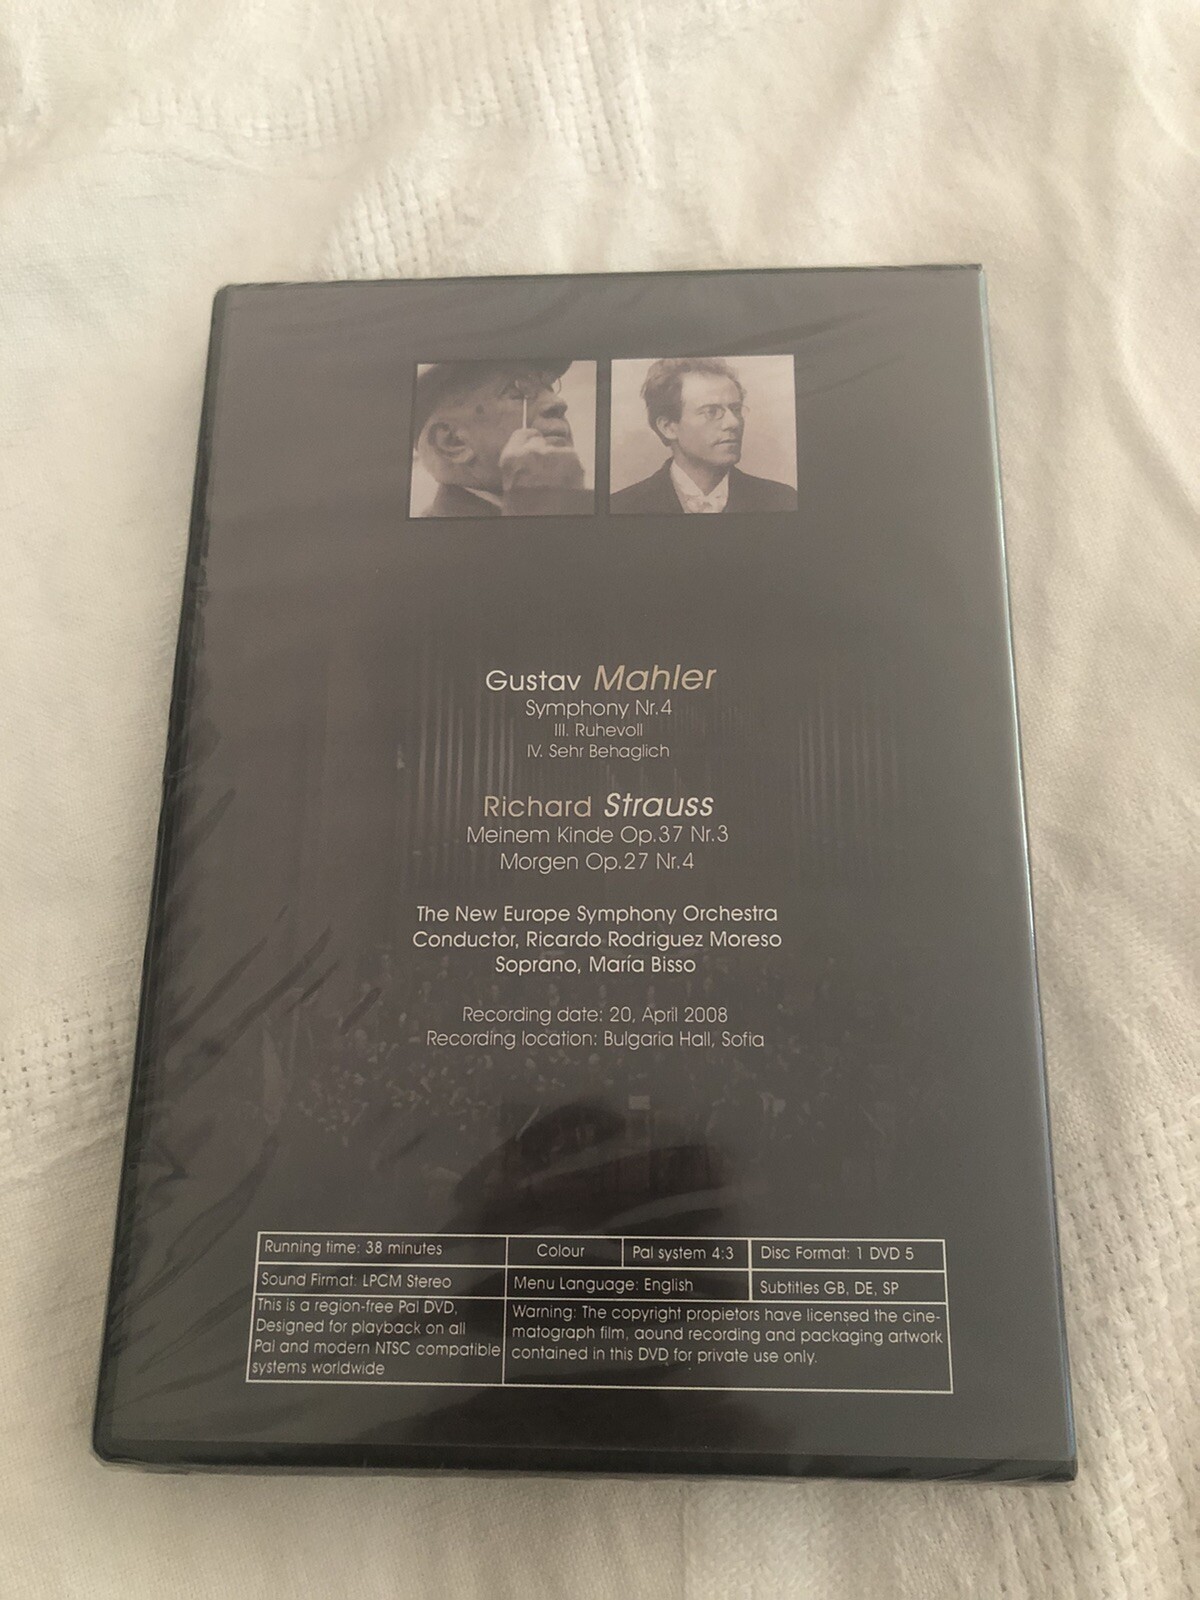 Gustav Mahler
Symphony Nr.4
III. Ruhevoll
IV. Sehr Behaglich
Richard Strauss
Meinem Kinde Op.37 Nr.3
Morgen Op.27 Nr.4
The New Europe Symphony Orchestra
Conductor, Ricardo Rodriguez Moreso
Soprano, María Bisso
Recording date: 20, April 2008
Recording location: Bulgaria Hall, Sofia
Running time: 38 minutes
Colour
Pal system 4:3
Disc Format: 1 DVD 5
Sound Firmat: LPCM Stereo
Menu Language: English
Subtitles GB, DE, SP
This is a region-free Pal DVD,
Designed for playback on all
Pal and modern NTSC compatible
systems worldwide
Warning: The copyright propietors have licensed the cine-
matograph film, aound recording and packaging artwork
contained in this DVD for private use only.